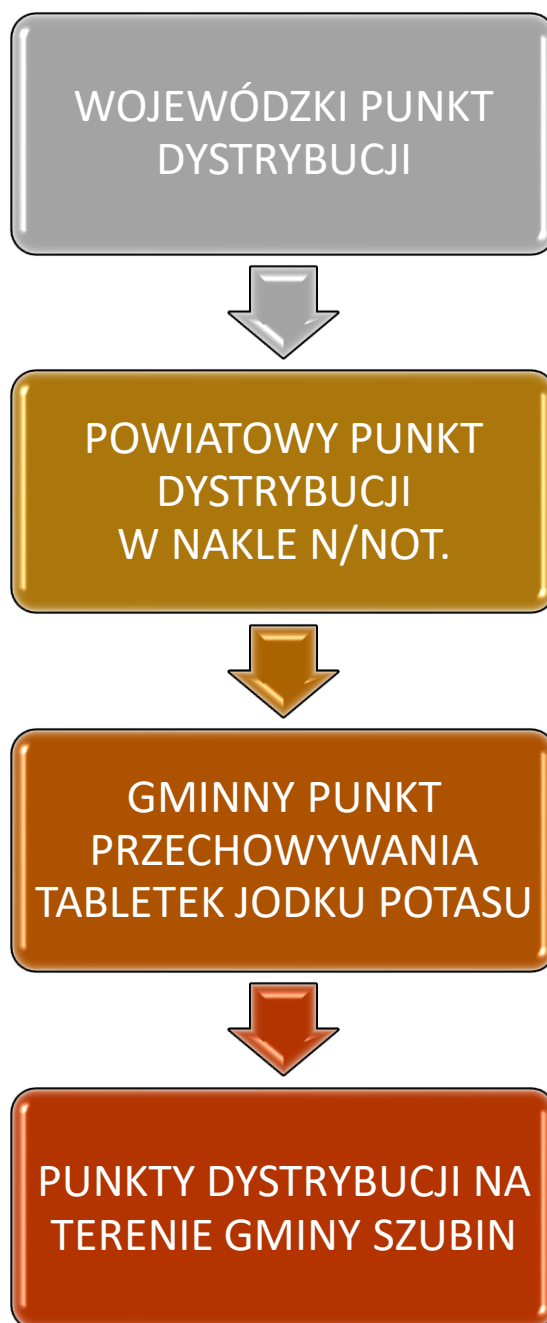 WOJEWÓDZKI PUNKT
DYSTRYBUCJI
POWIATOWY PUNKT
DYSTRYBUCJI
W NAKLE N/NOT.
GMINNY PUNKT
PRZECHOWYWANIA
TABLETEK JODKU POTASU
PUNKTY DYSTRYBUCJI NA
TERENIE GMINY SZUBIN